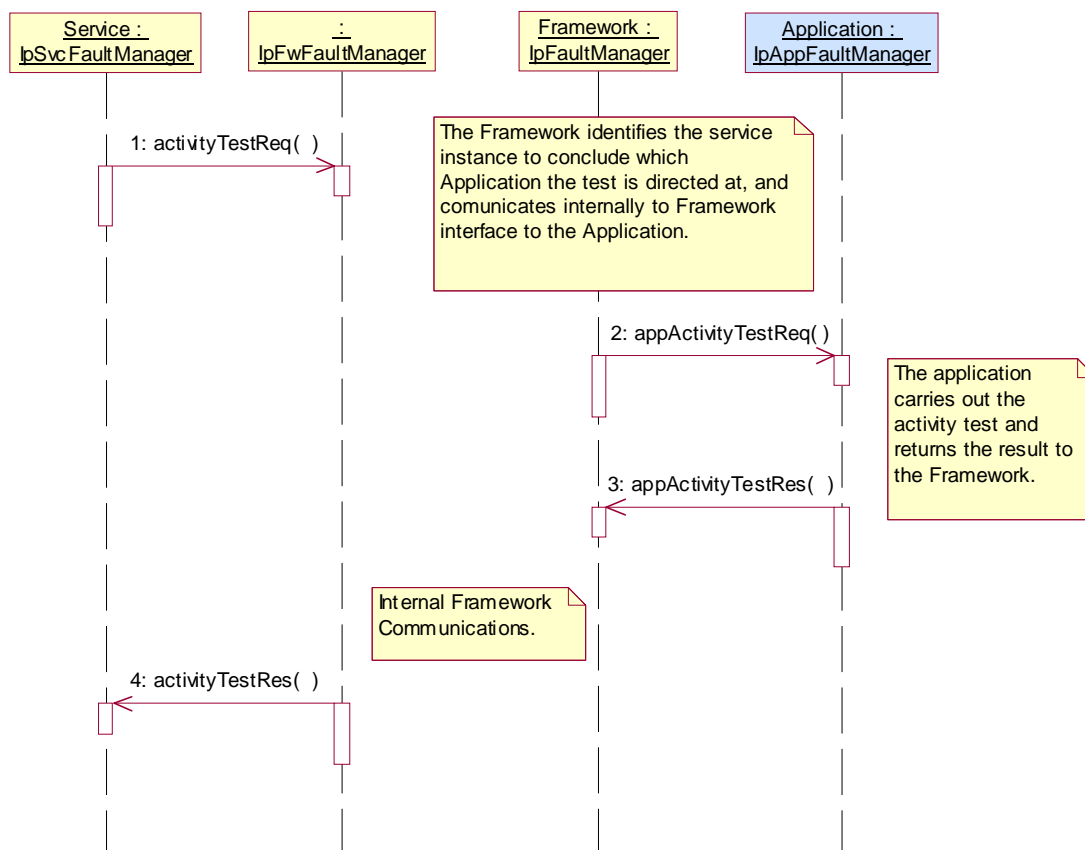 Service :
IpSvcFaultManager
:
IpFwFaultManager
Framework :
IpFaultManager
Application :
IpAppFaultManager
1: activityTestReq( )
The Framework identifies the service
instance to conclude which
Application the test is directed at, and
comunicates internally to Framework
interface to the Application.
2: appActivityTestReq( )
The application
carries out the
activity test and
returns the result to
the Framework.
3: appActivityTestRes( )
Internal Framework
Communications.
4: activityTestRes( )